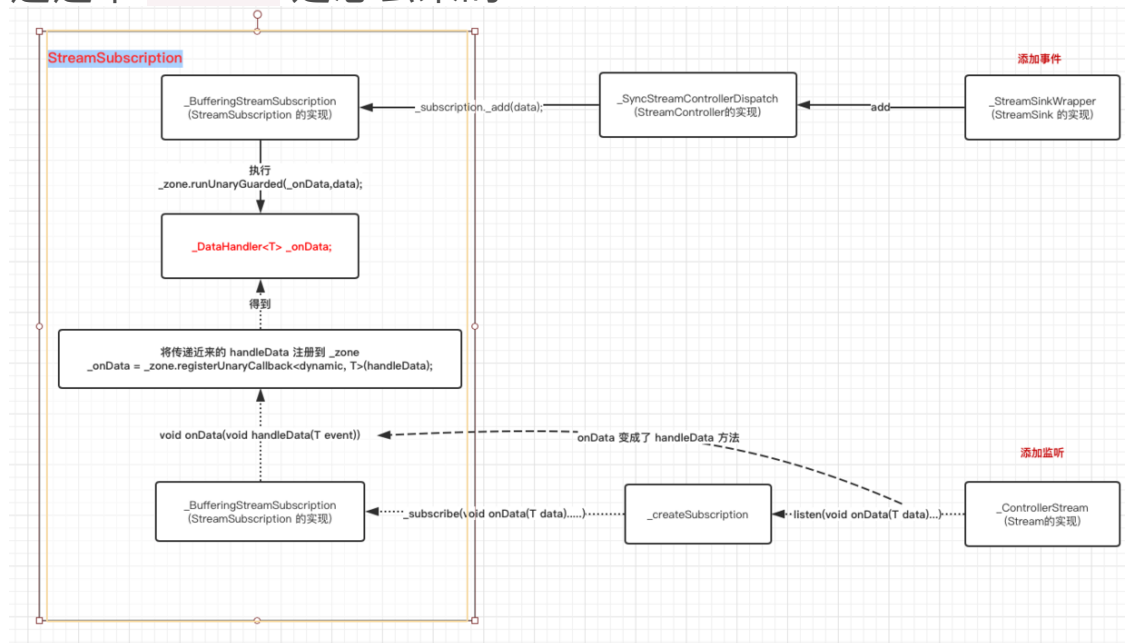 StreamSubscription
添加事件
_BufferingStreamSubscription
(StreamSubscription 的实现)
_subscription._add(data);
_SyncStreamControllerDispatch
(StreamController的实现)
add
_StreamSinkWrapper
(StreamSink 的实现)
执行
_zone.runUnaryGuarded(_onData,data);
_DataHandler<T> _onData;
得到
将传递近来的 handleData 注册到 _zone
_onData = _zone.registerUnaryCallback<dynamic, T>(handleData);
void onData(void handleData(T event))
onData 变成了 handleData 方法
添加监听
_BufferingStreamSubscription
(StreamSubscription 的实现)
_subscribe(void onData(T data).....)
_createSubscription
listen(void onData(T data)...)
_ControllerStream
(Stream的实现)